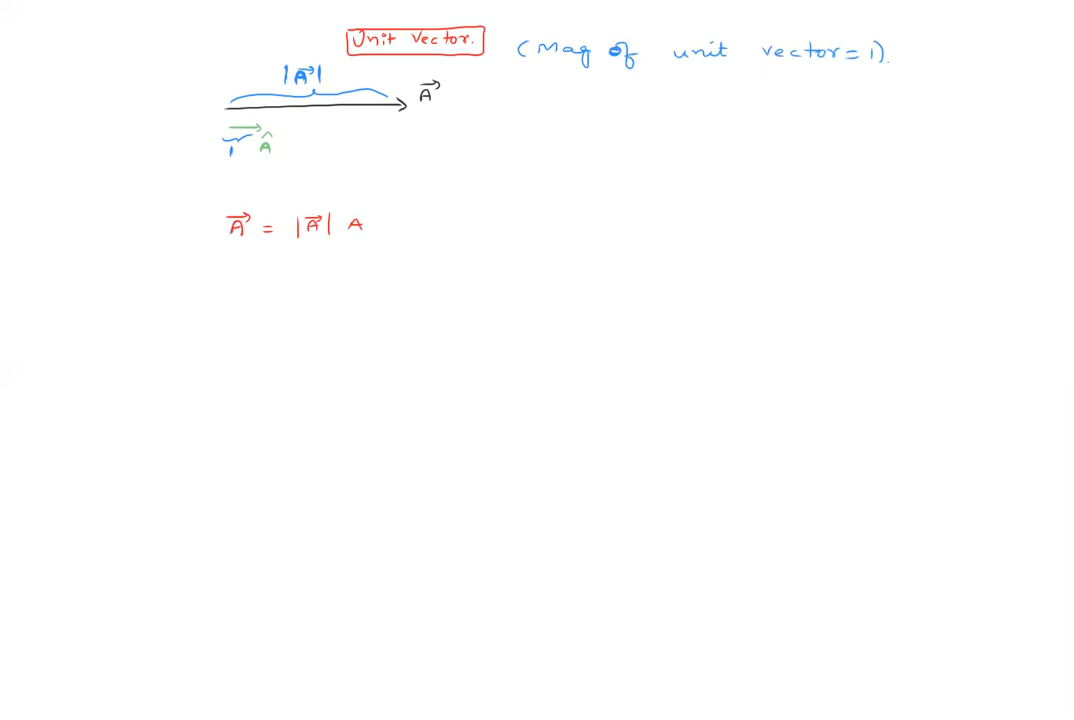 Unit Vector. (Mag of unit vector = 1).
|A⃗|
A⃗
1 Â
A⃗ = |A⃗| A